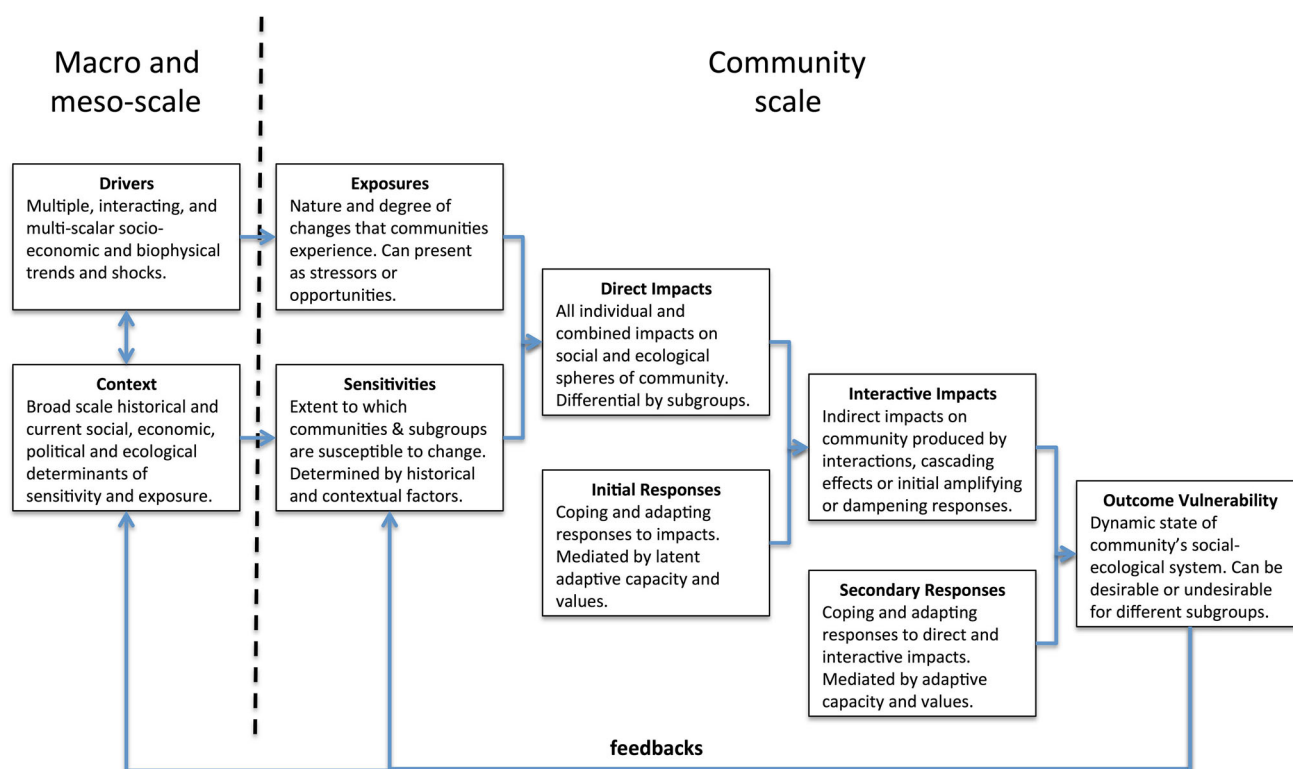 Macro and
meso-scale
Community
scale
Drivers
Multiple, interacting, and
multi-scalar socio-
economic and biophysical
trends and shocks.
Exposures
Nature and degree of
changes that communities
experience. Can present
as stressors or
opportunities.
Context
Broad scale historical and
current social, economic,
political and ecological
determinants of
sensitivity and exposure.
Sensitivities
Extent to which
communities & subgroups
are susceptible to change.
Determined by historical
and contextual factors.
Direct Impacts
All individual and
combined impacts on
social and ecological
spheres of community.
Differential by subgroups.
Initial Responses
Coping and adapting
responses to impacts.
Mediated by latent
adaptive capacity and
values.
Interactive Impacts
Indirect impacts on
community produced by
interactions, cascading
effects or initial amplifying
or dampening responses.
Secondary Responses
Coping and adapting
responses to direct and
interactive impacts.
Mediated by adaptive
capacity and values.
Outcome Vulnerability
Dynamic state of
community's social-
ecological system. Can be
desirable or undesirable
for different subgroups.
feedbacks